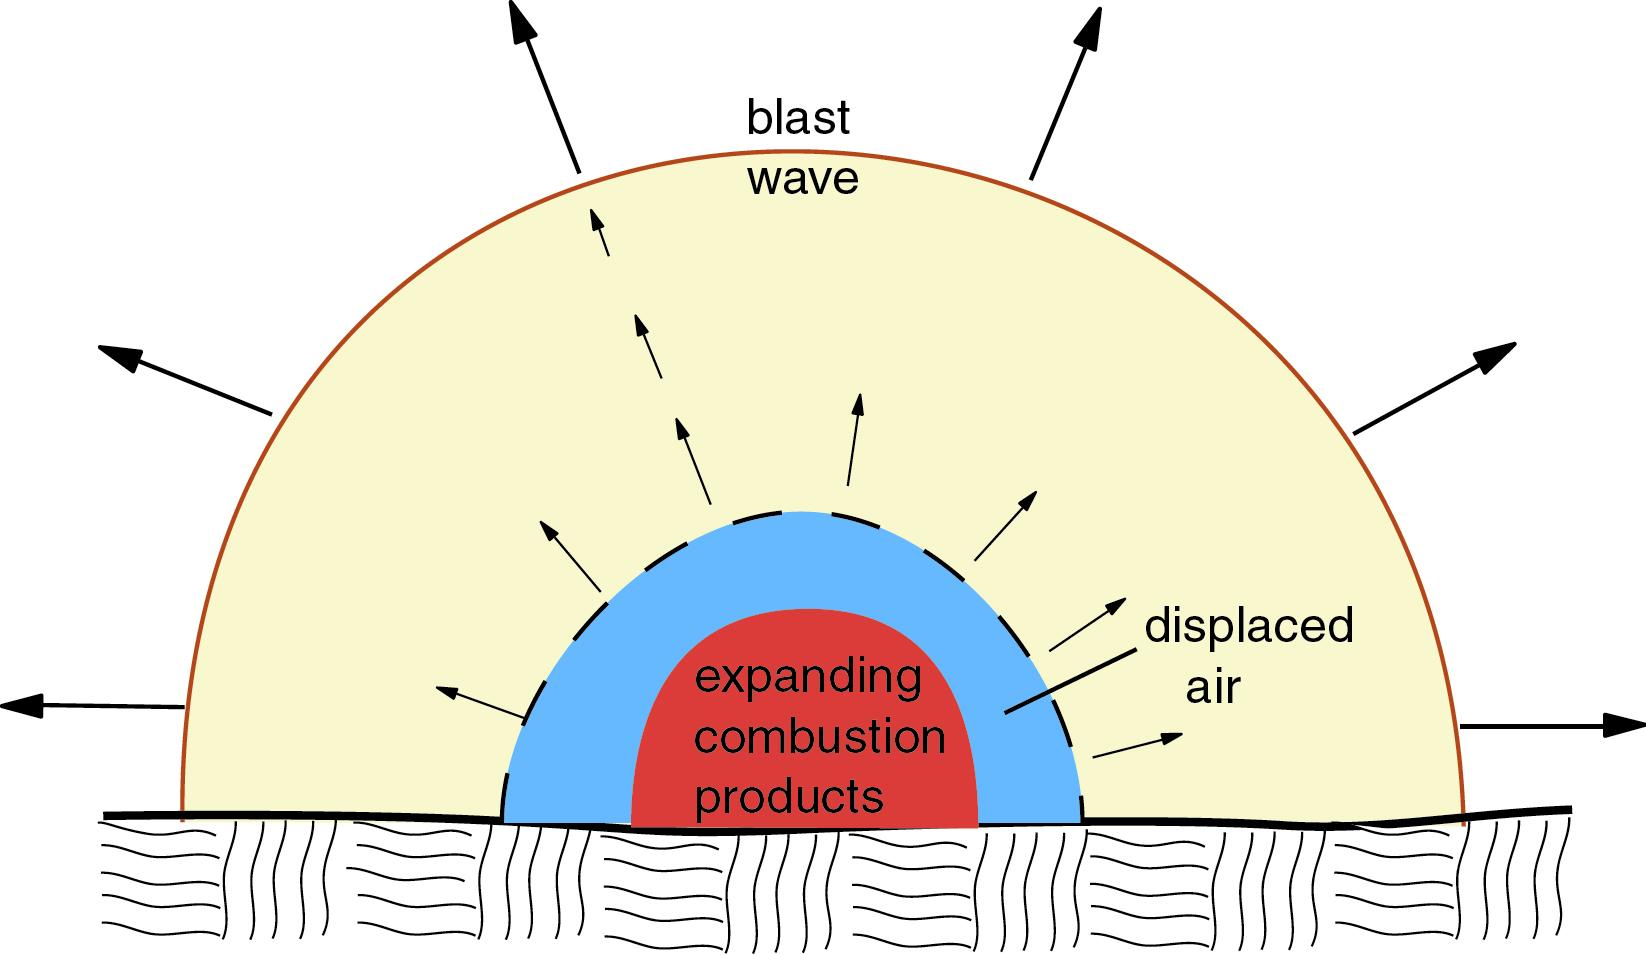 blast
wave
displaced
air
expanding
combustion
products